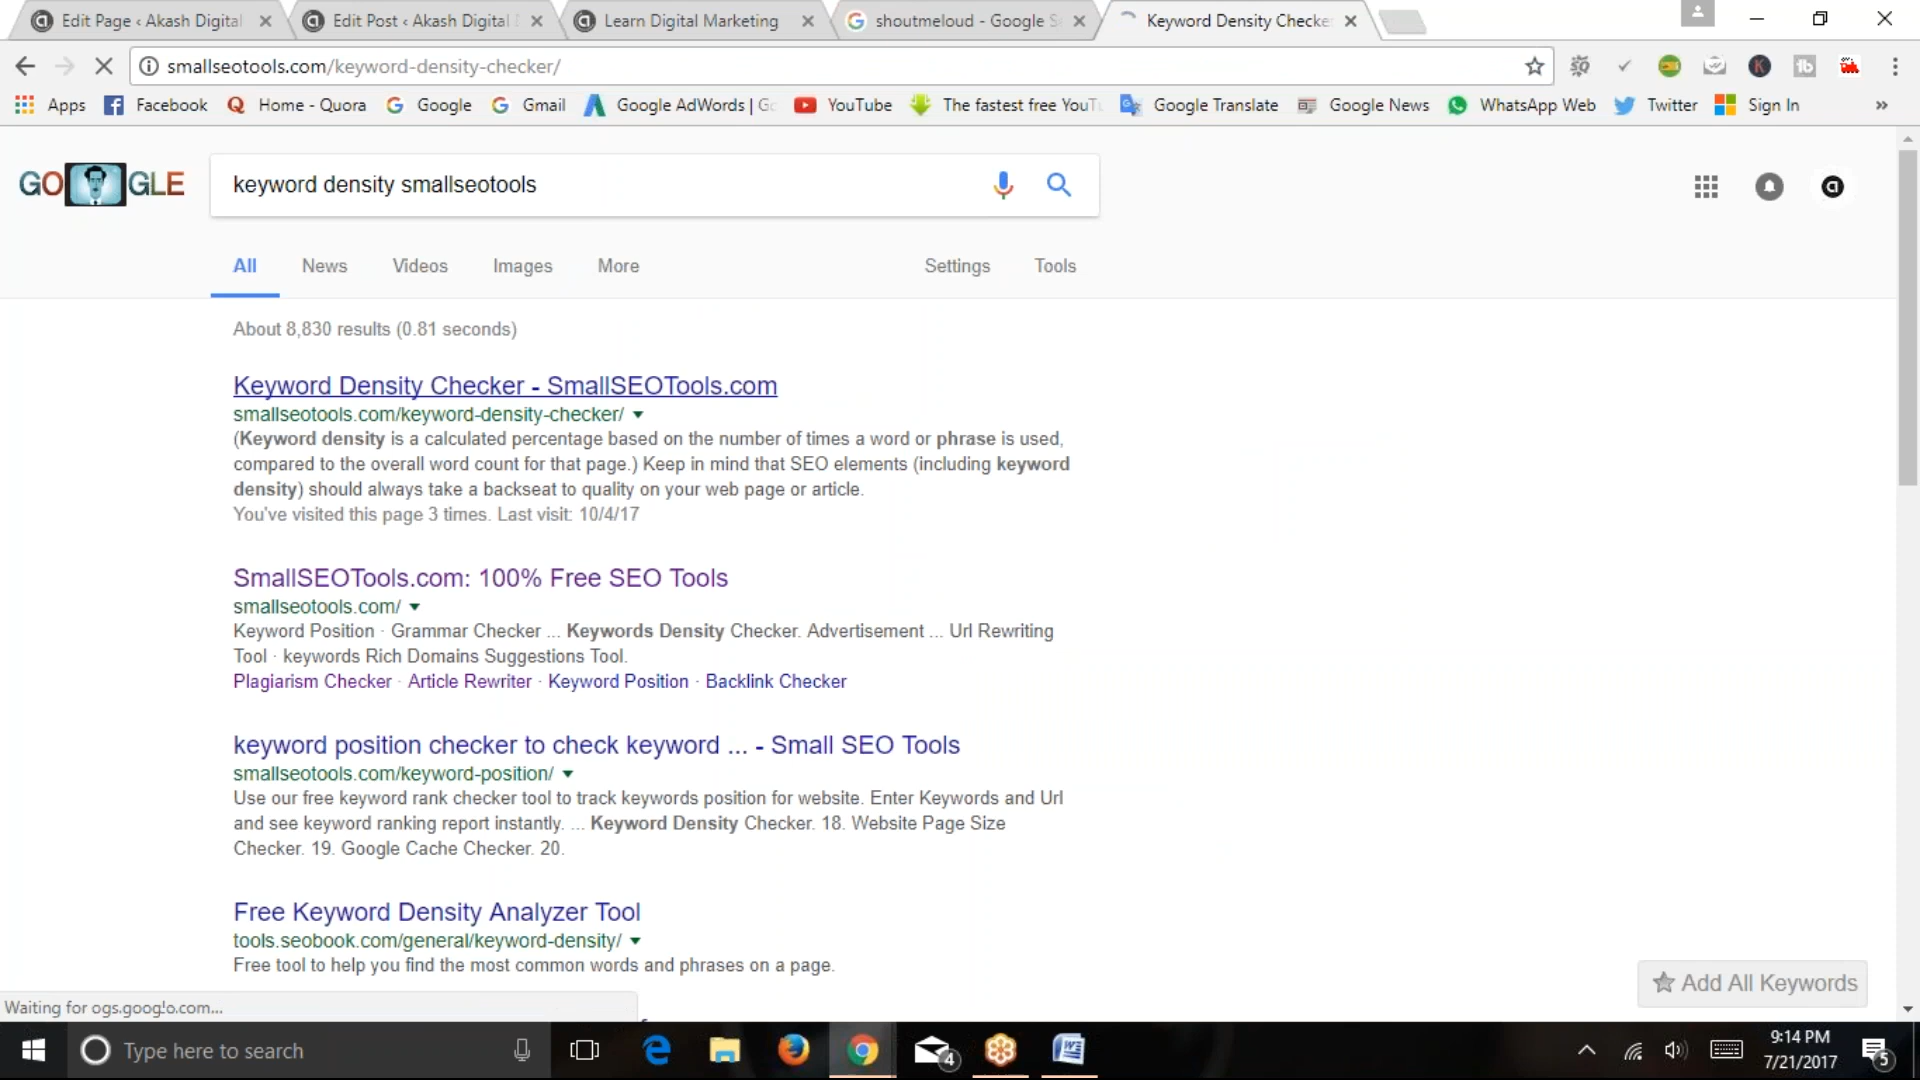 Edit Page ‹ Akash Digital
Edit Post ‹ Akash Digital
Learn Digital Marketing
shoutmeloud - Google S
Keyword Density Checke
smallseotools.com/keyword-density-checker/
Apps
Facebook
Home - Quora
Google
Gmail
Google AdWords | Go
YouTube
The fastest free YouT
Google Translate
Google News
WhatsApp Web
Twitter
Sign In
»
GO GLE
keyword density smallseotools
All
News
Videos
Images
More
Settings
Tools
About 8,830 results (0.81 seconds)
Keyword Density Checker - SmallSEOTools.com
smallseotools.com/keyword-density-checker/
(Keyword density is a calculated percentage based on the number of times a word or phrase is used,
compared to the overall word count for that page.) Keep in mind that SEO elements (including keyword
density) should always take a backseat to quality on your web page or article.
You've visited this page 3 times. Last visit: 10/4/17
SmallSEOTools.com: 100% Free SEO Tools
smallseotools.com/
Keyword Position · Grammar Checker ... Keywords Density Checker. Advertisement ... Url Rewriting
Tool · keywords Rich Domains Suggestions Tool.
Plagiarism Checker · Article Rewriter · Keyword Position · Backlink Checker
keyword position checker to check keyword ... - Small SEO Tools
smallseotools.com/keyword-position/
Use our free keyword rank checker tool to track keywords position for website. Enter Keywords and Url
and see keyword ranking report instantly. ... Keyword Density Checker. 18. Website Page Size
Checker. 19. Google Cache Checker. 20.
Free Keyword Density Analyzer Tool
tools.seobook.com/general/keyword-density/
Free tool to help you find the most common words and phrases on a page.
Add All Keywords
Waiting for ogs.google.com...
Type here to search
4
9:14 PM
7/21/2017
5